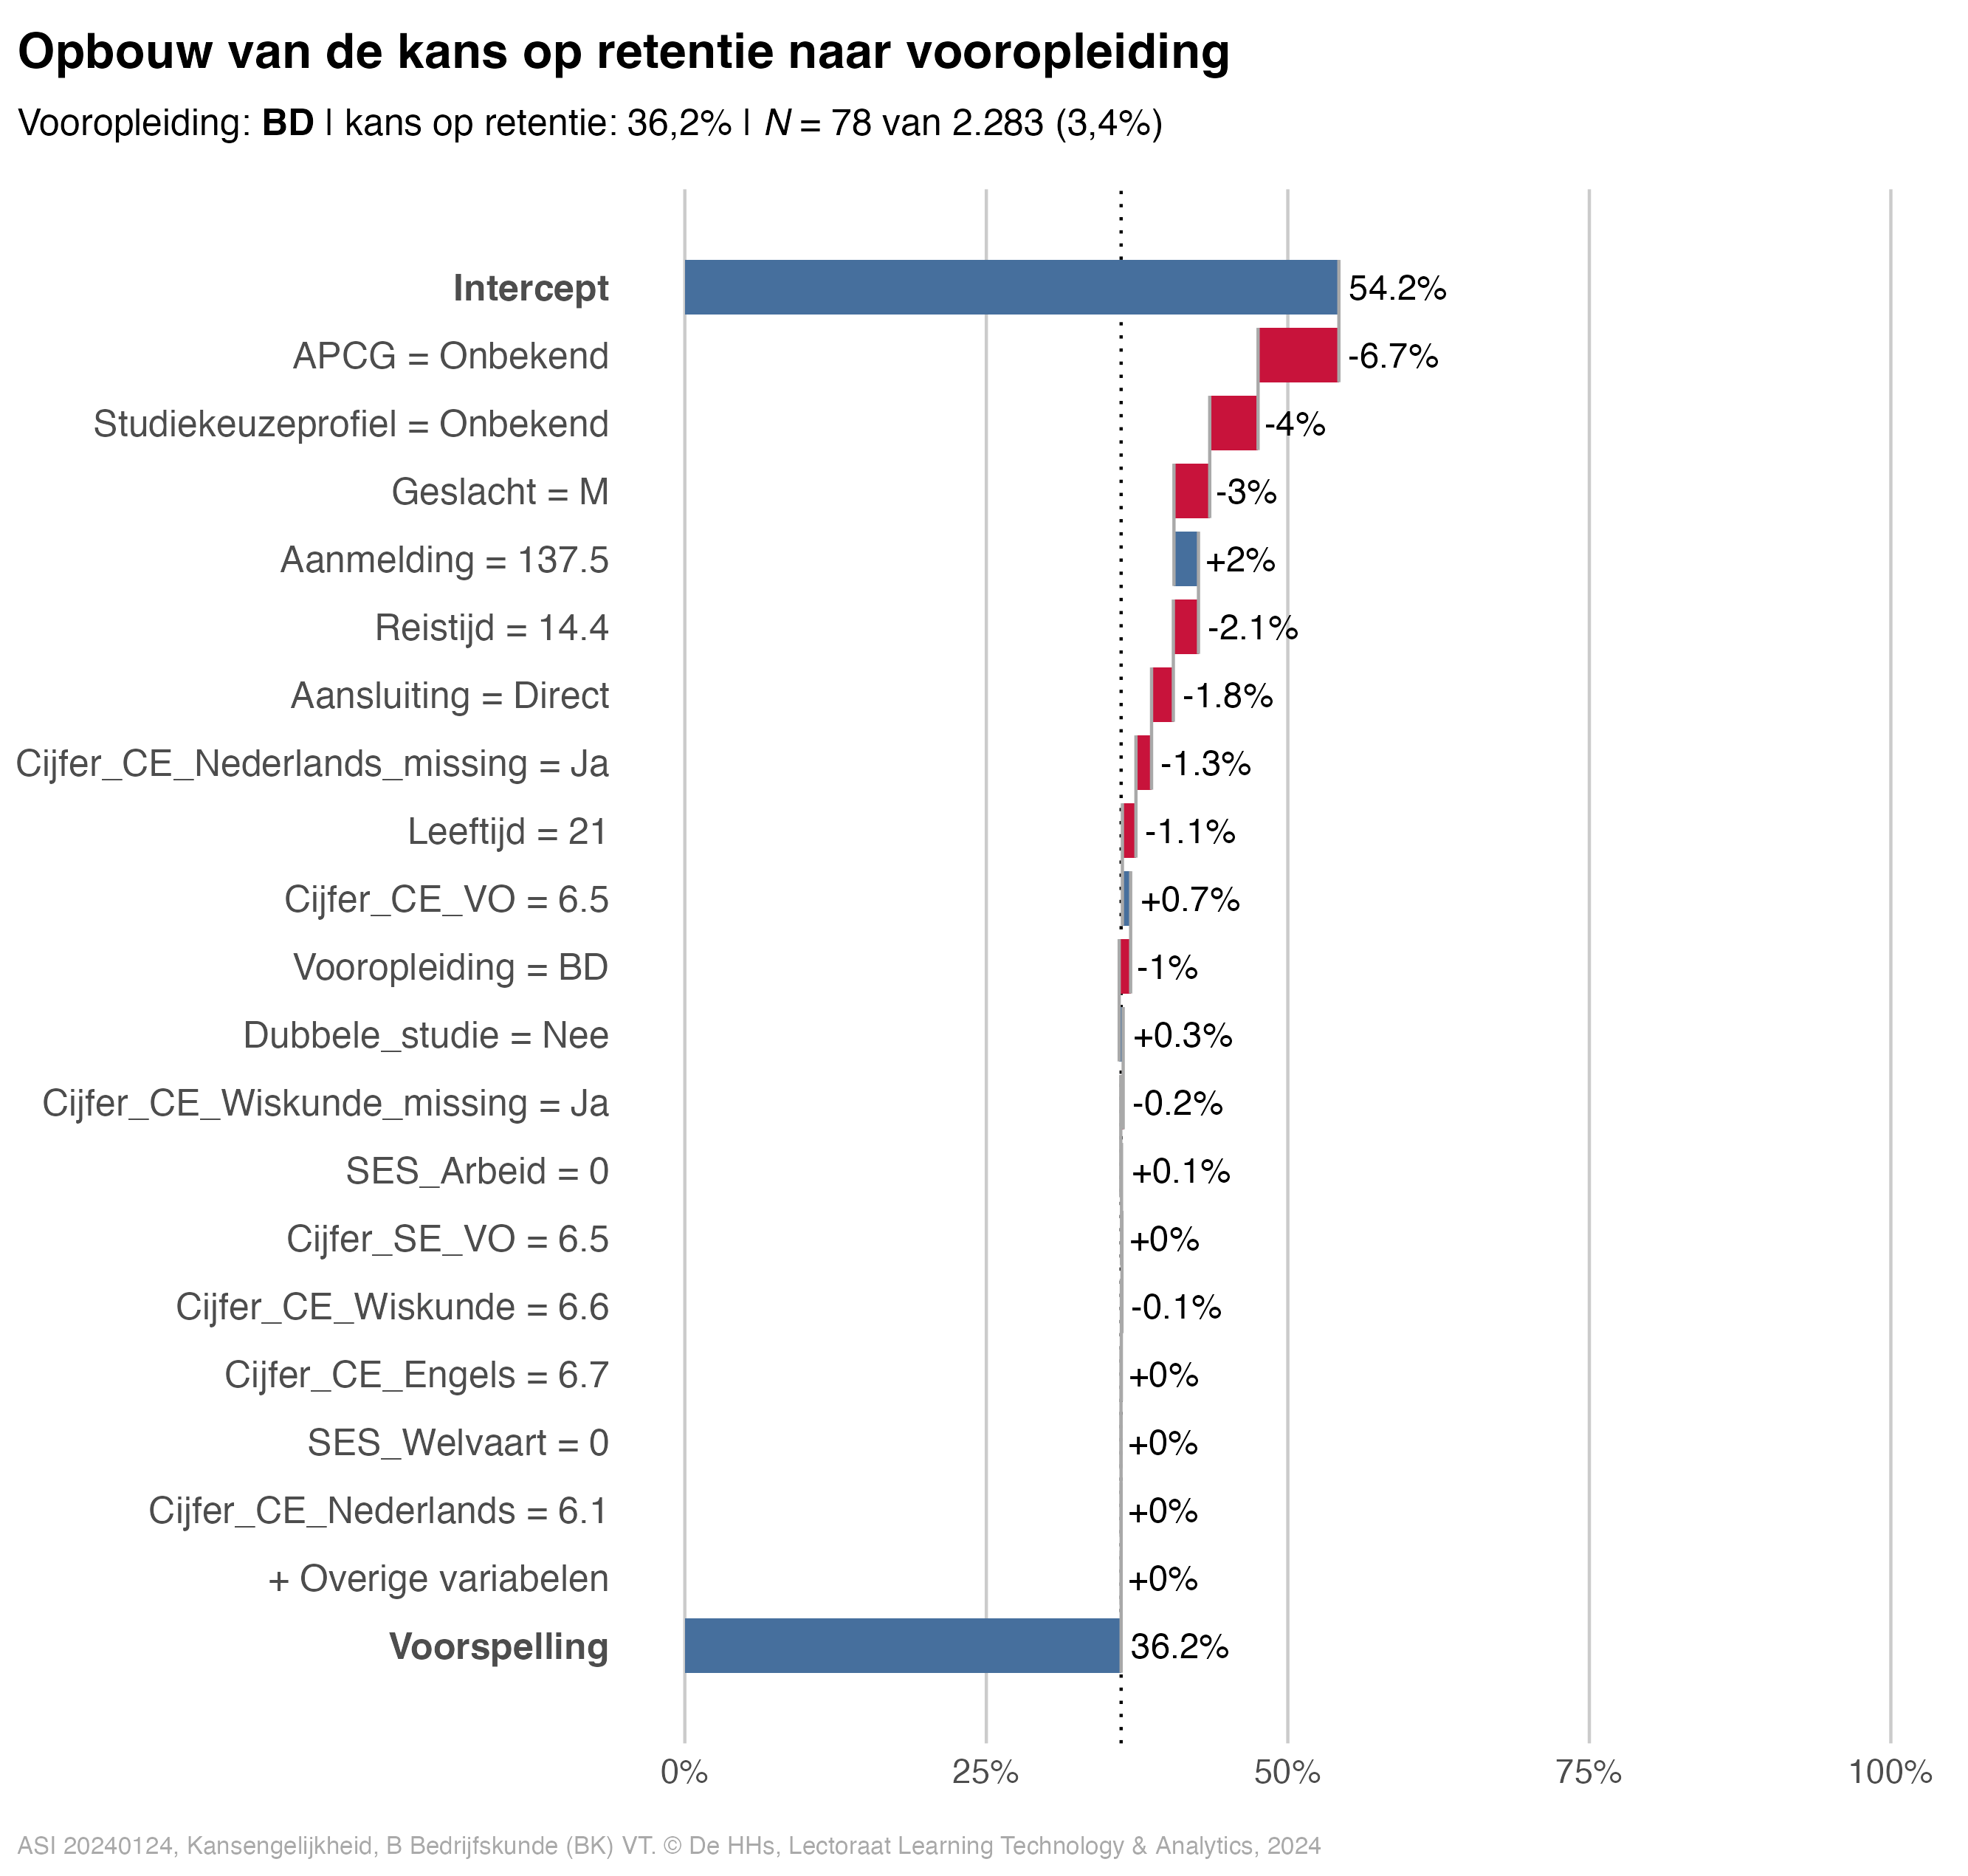 Opbouw van de kans op retentie naar vooropleiding
Vooropleiding: BD | kans op retentie: 36,2% | N = 78 van 2.283 (3,4%)
Intercept 54.2%
APCG = Onbekend -6.7%
Studiekeuzeprofiel = Onbekend -4%
Geslacht = M -3%
Aanmelding = 137.5 +2%
Reistijd = 14.4 -2.1%
Aansluiting = Direct -1.8%
Cijfer_CE_Nederlands_missing = Ja -1.3%
Leeftijd = 21 -1.1%
Cijfer_CE_VO = 6.5 +0.7%
Vooropleiding = BD -1%
Dubbele_studie = Nee +0.3%
Cijfer_CE_Wiskunde_missing = Ja -0.2%
SES_Arbeid = 0 +0.1%
Cijfer_SE_VO = 6.5 +0%
Cijfer_CE_Wiskunde = 6.6 -0.1%
Cijfer_CE_Engels = 6.7 +0%
SES_Welvaart = 0 +0%
Cijfer_CE_Nederlands = 6.1 +0%
+ Overige variabelen +0%
Voorspelling 36.2%
0% 25% 50% 75% 100%
ASI 20240124, Kansengelijkheid, B Bedrijfskunde (BK) VT. © De HHs, Lectoraat Learning Technology & Analytics, 2024